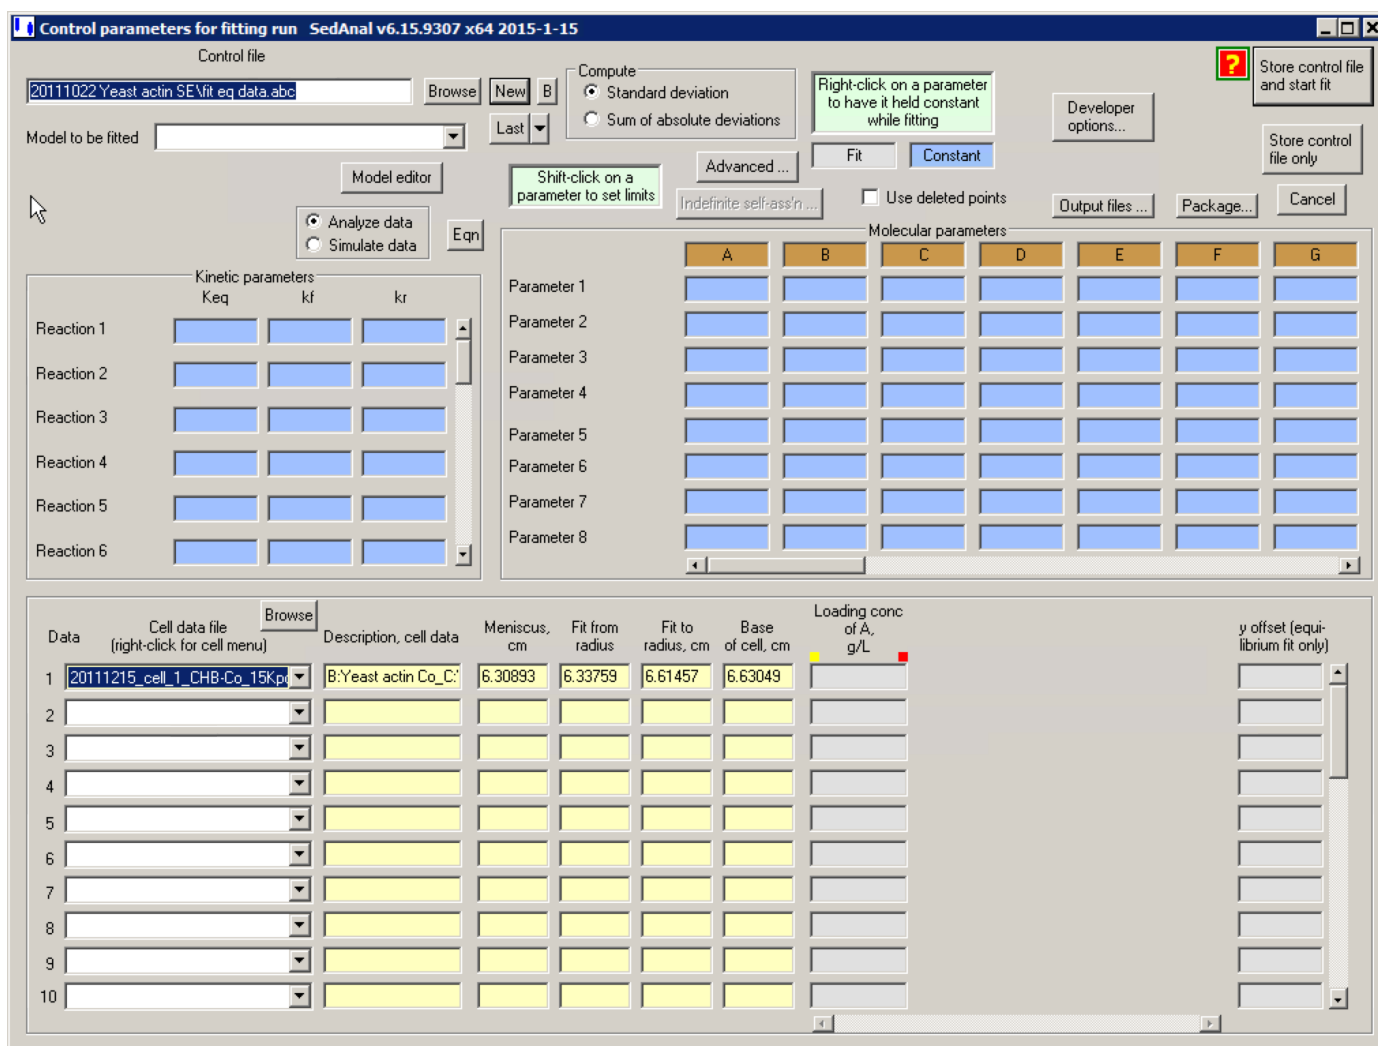 Control parameters for fitting run SedAnal v6.15.9307 x64 2015-1-15
Control file
20111022 Yeast actin SE\fit eq data.abc
Browse
New
B
Last
Compute
Standard deviation
Sum of absolute deviations
Right-click on a parameter
to have it held constant
while fitting
Developer
options...
?
Store control file
and start fit
Model to be fitted
Fit
Constant
Store control
file only
Model editor
Shift-click on a
parameter to set limits
Advanced ...
Indefinite self-ass'n ...
Use deleted points
Output files ...
Package...
Cancel
Analyze data
Simulate data
Eqn
Kinetic parameters
Keq kf kr
Reaction 1
Reaction 2
Reaction 3
Reaction 4
Reaction 5
Reaction 6
Molecular parameters
A B C D E F G
Parameter 1
Parameter 2
Parameter 3
Parameter 4
Parameter 5
Parameter 6
Parameter 7
Parameter 8
Data
Cell data file
(right-click for cell menu)
Browse
Description, cell data
Meniscus,
cm
Fit from
radius
Fit to
radius, cm
Base
of cell, cm
Loading conc
of A,
g/L
y offset (equi-
librium fit only)
1 20111215_cell_1_CHB-Co_15Kpo B:Yeast actin Co_C:' 6.30893 6.33759 6.61457 6.63049
2
3
4
5
6
7
8
9
10